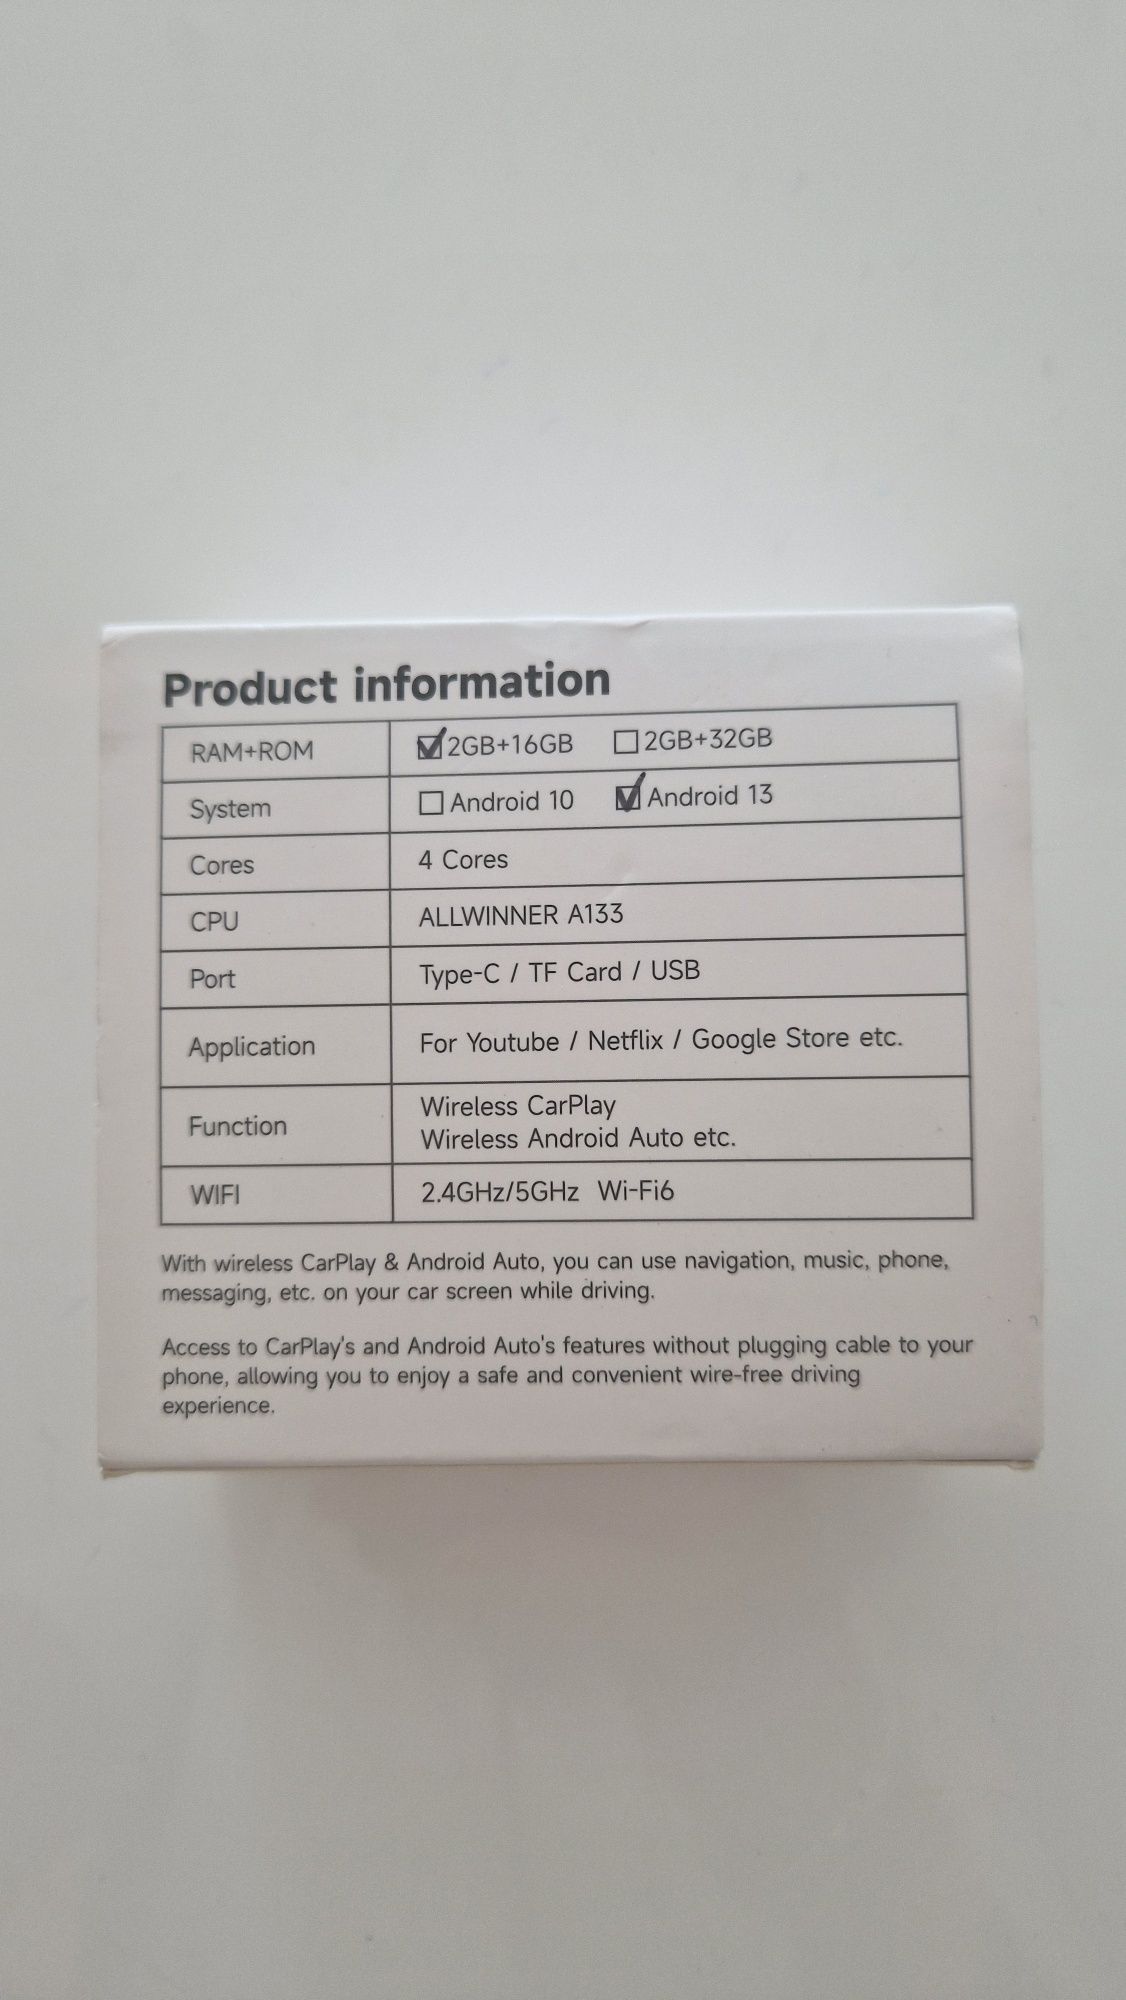 Product information
RAM+ROM ☑2GB+16GB ☐2GB+32GB
System ☐Android 10 ☑Android 13
Cores 4 Cores
CPU ALLWINNER A133
Port Type-C / TF Card / USB
Application For Youtube / Netflix / Google Store etc.
Function Wireless CarPlay
Wireless Android Auto etc.
WIFI 2.4GHz/5GHz Wi-Fi6
With wireless CarPlay & Android Auto, you can use navigation, music, phone,
messaging, etc. on your car screen while driving.
Access to CarPlay's and Android Auto's features without plugging cable to your
phone, allowing you to enjoy a safe and convenient wire-free driving
experience.